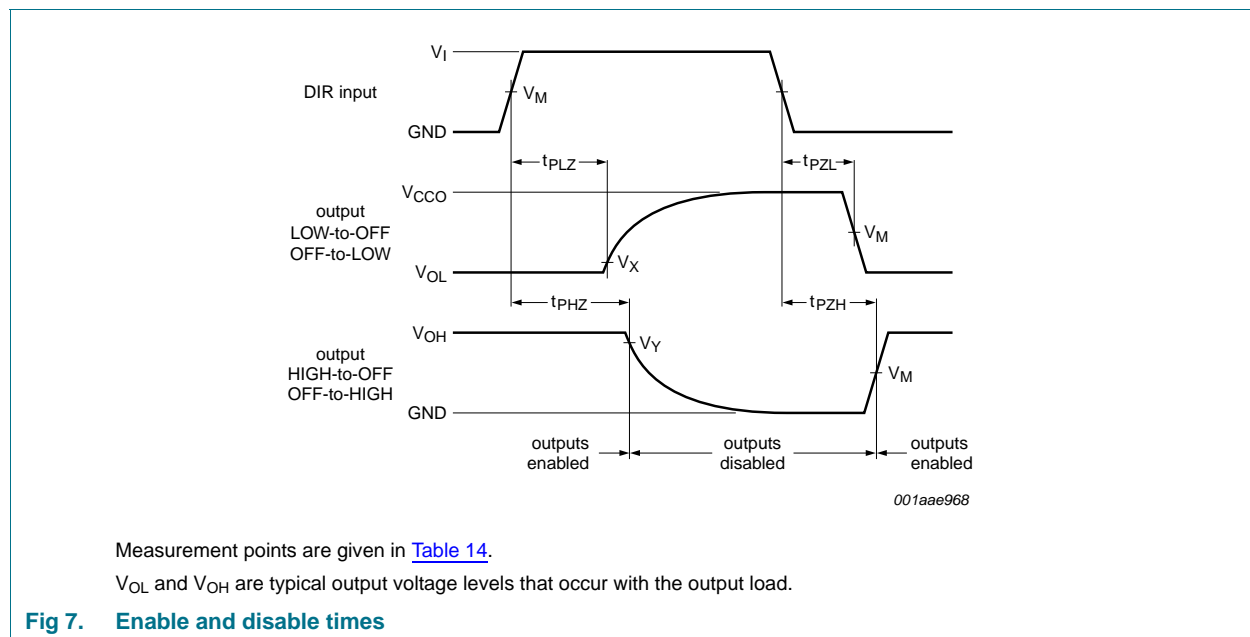 V_I
DIR input
V_M
GND
t_PLZ
t_PZL
V_CCO
output
LOW-to-OFF
OFF-to-LOW
V_M
V_X
V_OL
t_PHZ
t_PZH
V_OH
V_Y
output
HIGH-to-OFF
OFF-to-HIGH
V_M
GND
outputs
enabled
outputs
disabled
outputs
enabled
001aae968
Measurement points are given in Table 14.
V_OL and V_OH are typical output voltage levels that occur with the output load.
Fig 7. Enable and disable times